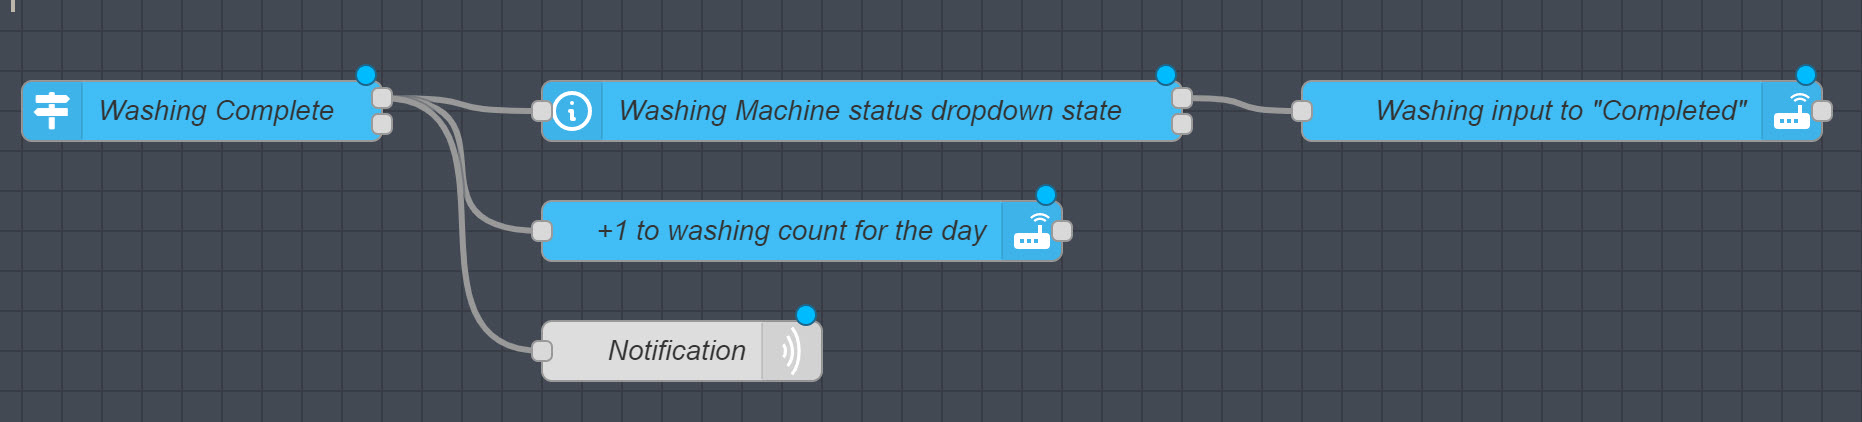 Washing Complete
Washing Machine status dropdown state
Washing input to "Completed"
+1 to washing count for the day
Notification